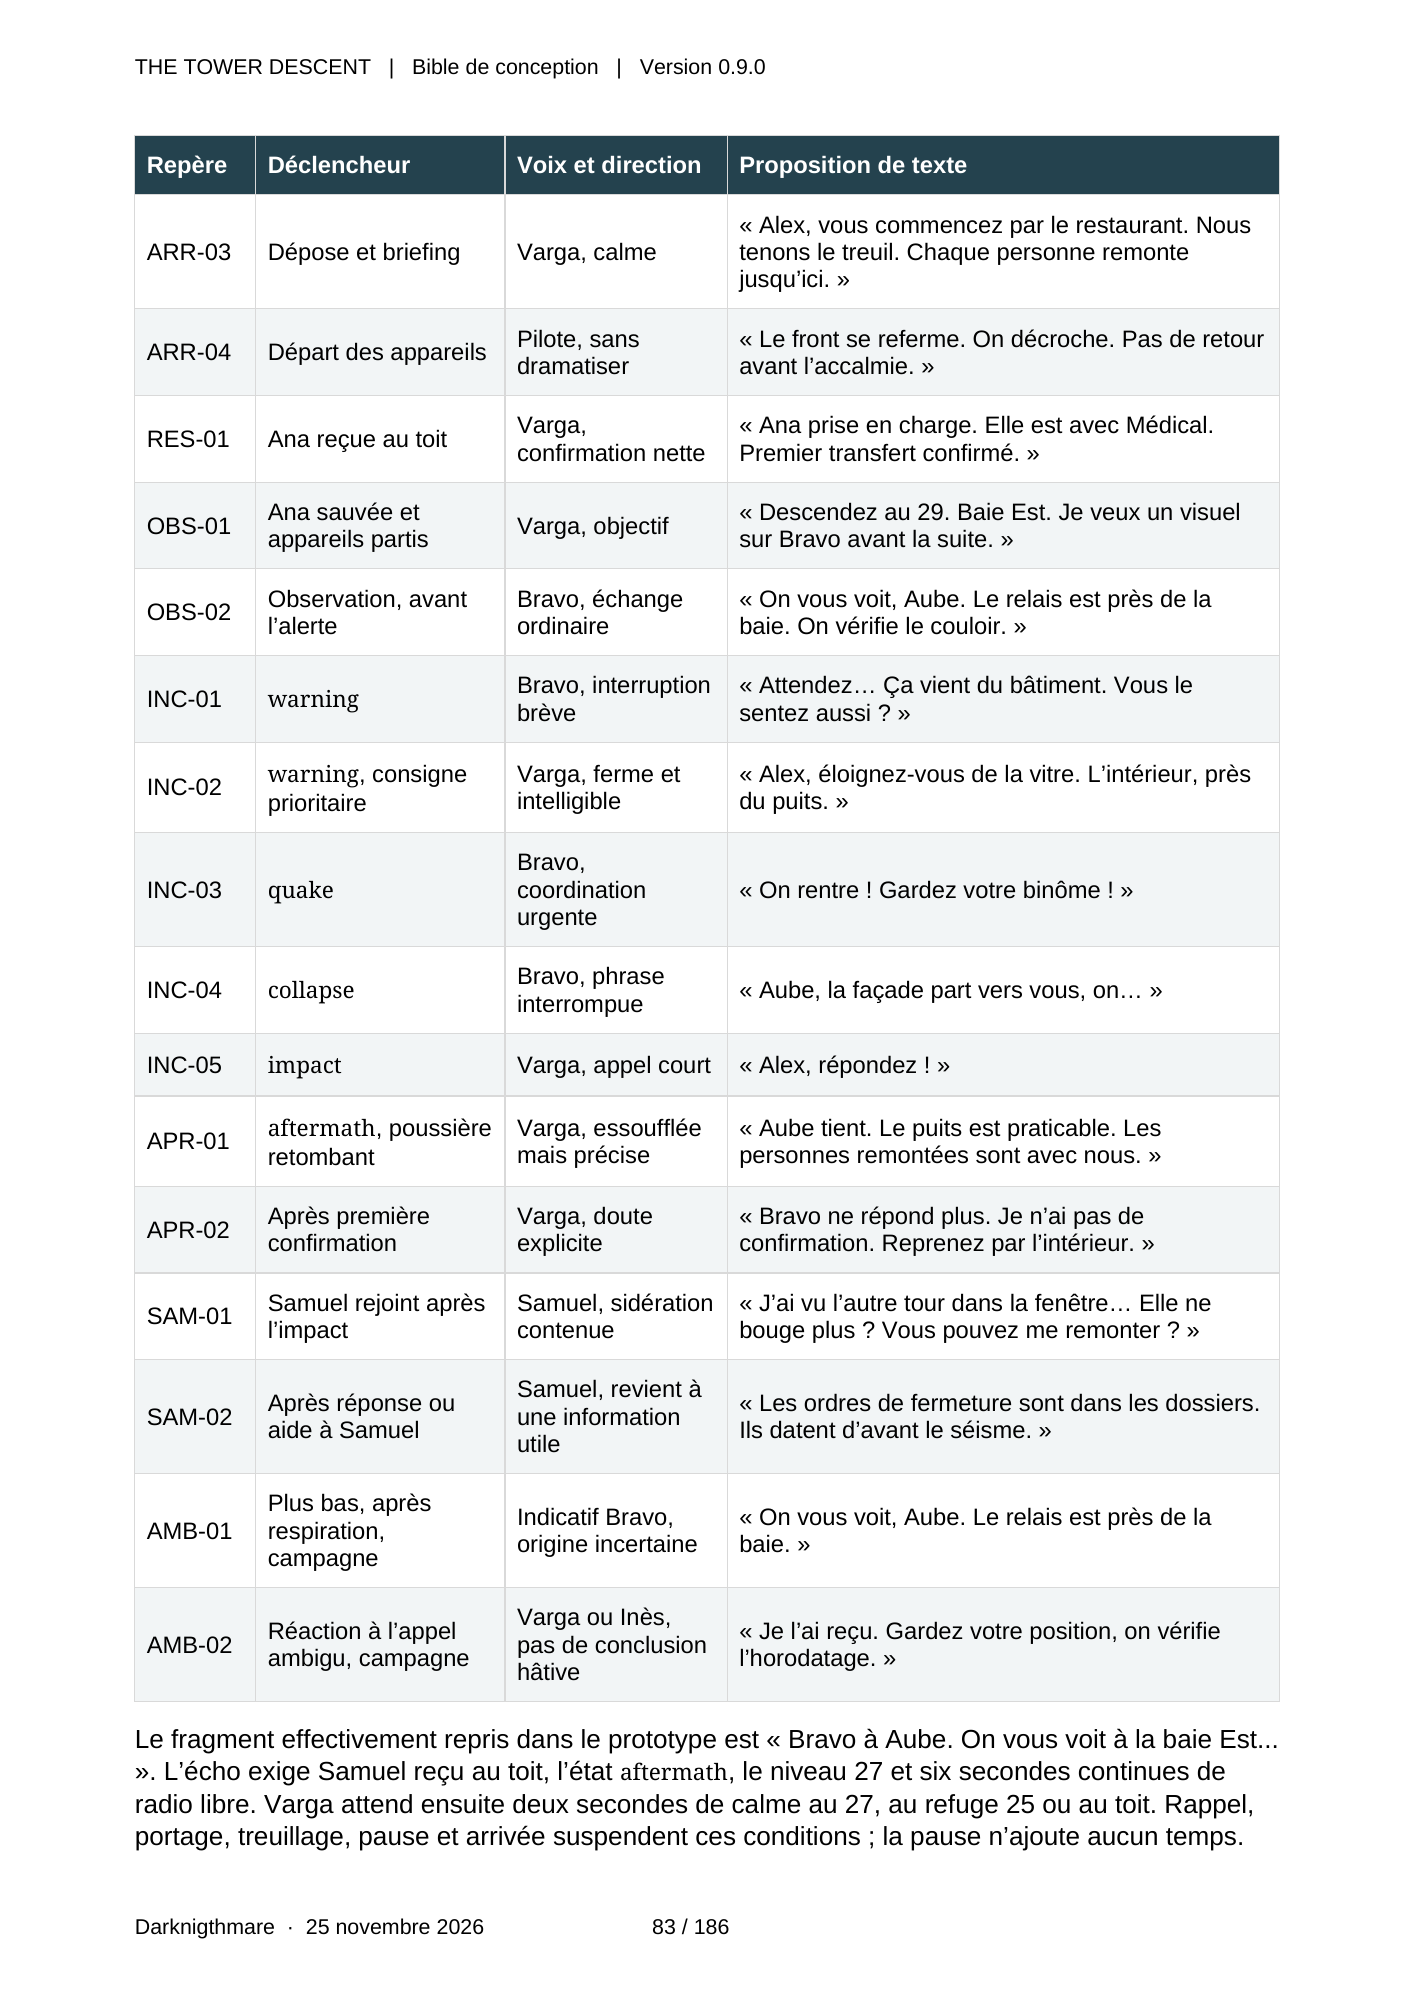 THE TOWER DESCENT | Bible de conception | Version 0.9.0
Repère Déclencheur Voix et direction Proposition de texte
ARR-03 Dépose et briefing Varga, calme « Alex, vous commencez par le restaurant. Nous
tenons le treuil. Chaque personne remonte
jusqu’ici. »
ARR-04 Départ des appareils Pilote, sans
dramatiser
« Le front se referme. On décroche. Pas de retour
avant l’accalmie. »
RES-01 Ana reçue au toit Varga,
confirmation nette
« Ana prise en charge. Elle est avec Médical.
Premier transfert confirmé. »
OBS-01 Ana sauvée et
appareils partis
Varga, objectif
« Descendez au 29. Baie Est. Je veux un visuel
sur Bravo avant la suite. »
OBS-02 Observation, avant
l’alerte
Bravo, échange
ordinaire
« On vous voit, Aube. Le relais est près de la
baie. On vérifie le couloir. »
INC-01 warning Bravo, interruption
brève
« Attendez… Ça vient du bâtiment. Vous le
sentez aussi ? »
INC-02 warning, consigne
prioritaire
Varga, ferme et
intelligible
« Alex, éloignez-vous de la vitre. L’intérieur, près
du puits. »
INC-03 quake Bravo,
coordination
urgente
« On rentre ! Gardez votre binôme ! »
INC-04 collapse Bravo, phrase
interrompue
« Aube, la façade part vers vous, on… »
INC-05 impact Varga, appel court « Alex, répondez ! »
APR-01 aftermath, poussière
retombant
Varga, essoufflée
mais précise
« Aube tient. Le puits est praticable. Les
personnes remontées sont avec nous. »
APR-02 Après première
confirmation
Varga, doute
explicite
« Bravo ne répond plus. Je n’ai pas de
confirmation. Reprenez par l’intérieur. »
SAM-01 Samuel rejoint après
l’impact
Samuel, sidération
contenue
« J’ai vu l’autre tour dans la fenêtre… Elle ne
bouge plus ? Vous pouvez me remonter ? »
SAM-02 Après réponse ou
aide à Samuel
Samuel, revient à
une information
utile
« Les ordres de fermeture sont dans les dossiers.
Ils datent d’avant le séisme. »
AMB-01 Plus bas, après
respiration,
campagne
Indicatif Bravo,
origine incertaine
« On vous voit, Aube. Le relais est près de la
baie. »
AMB-02 Réaction à l’appel
ambigu, campagne
Varga ou Inès,
pas de conclusion
hâtive
« Je l’ai reçu. Gardez votre position, on vérifie
l’horodatage. »
Le fragment effectivement repris dans le prototype est « Bravo à Aube. On vous voit à la baie Est...
». L’écho exige Samuel reçu au toit, l’état aftermath, le niveau 27 et six secondes continues de
radio libre. Varga attend ensuite deux secondes de calme au 27, au refuge 25 ou au toit. Rappel,
portage, treuillage, pause et arrivée suspendent ces conditions ; la pause n’ajoute aucun temps.
Darknigthmare · 25 novembre 2026 83 / 186